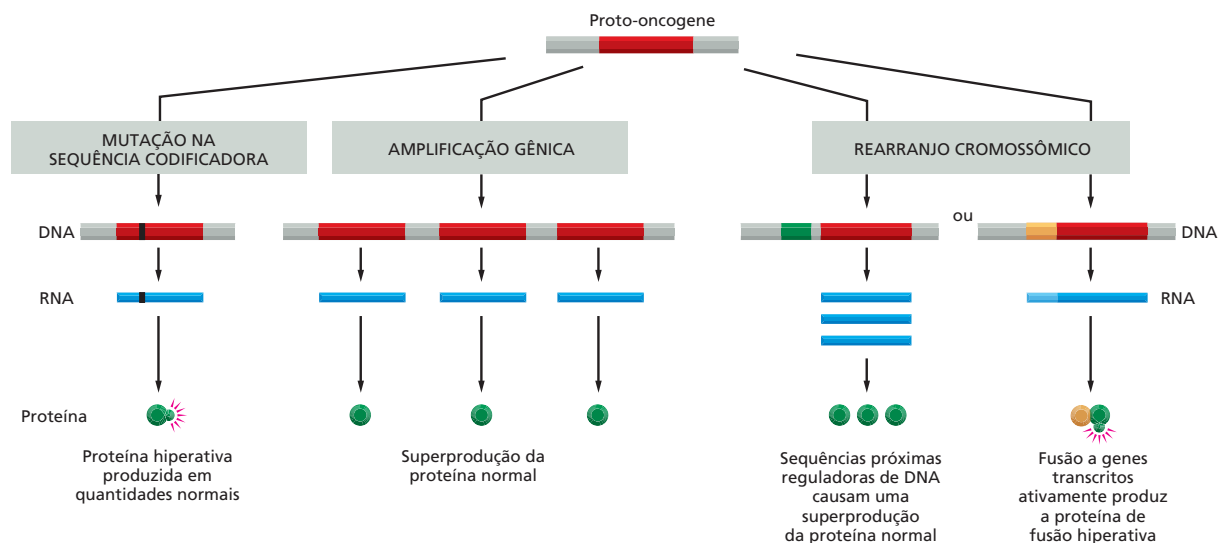 Proto-oncogene
MUTAÇÃO NA
SEQUÊNCIA CODIFICADORA
AMPLIFICAÇÃO GÊNICA
REARRANJO CROMOSSÔMICO
DNA
ou
DNA
RNA
RNA
Proteína
Proteína hiperativa
produzida em
quantidades normais
Superprodução da
proteína normal
Sequências próximas
reguladoras de DNA
causam uma
superprodução
da proteína normal
Fusão a genes
transcritos
ativamente produz
a proteína de
fusão hiperativa